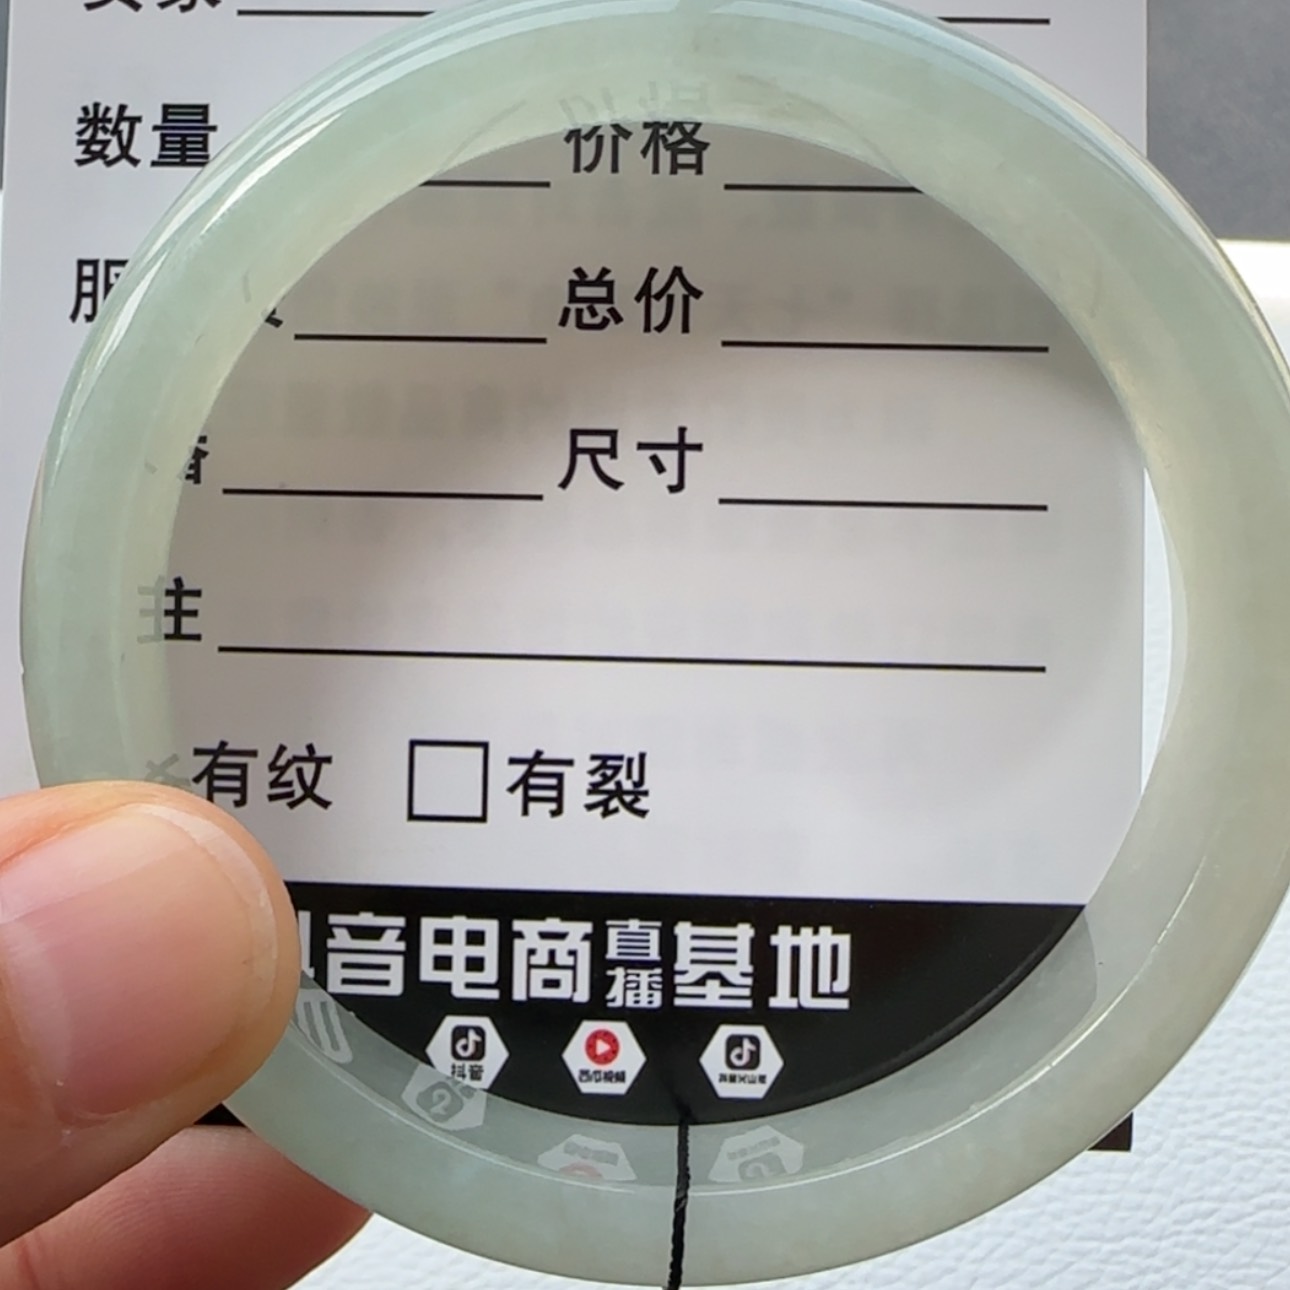 数量 价格
总价
尺寸
主
有纹 有裂
音电商直播基地
抖音 西瓜视频